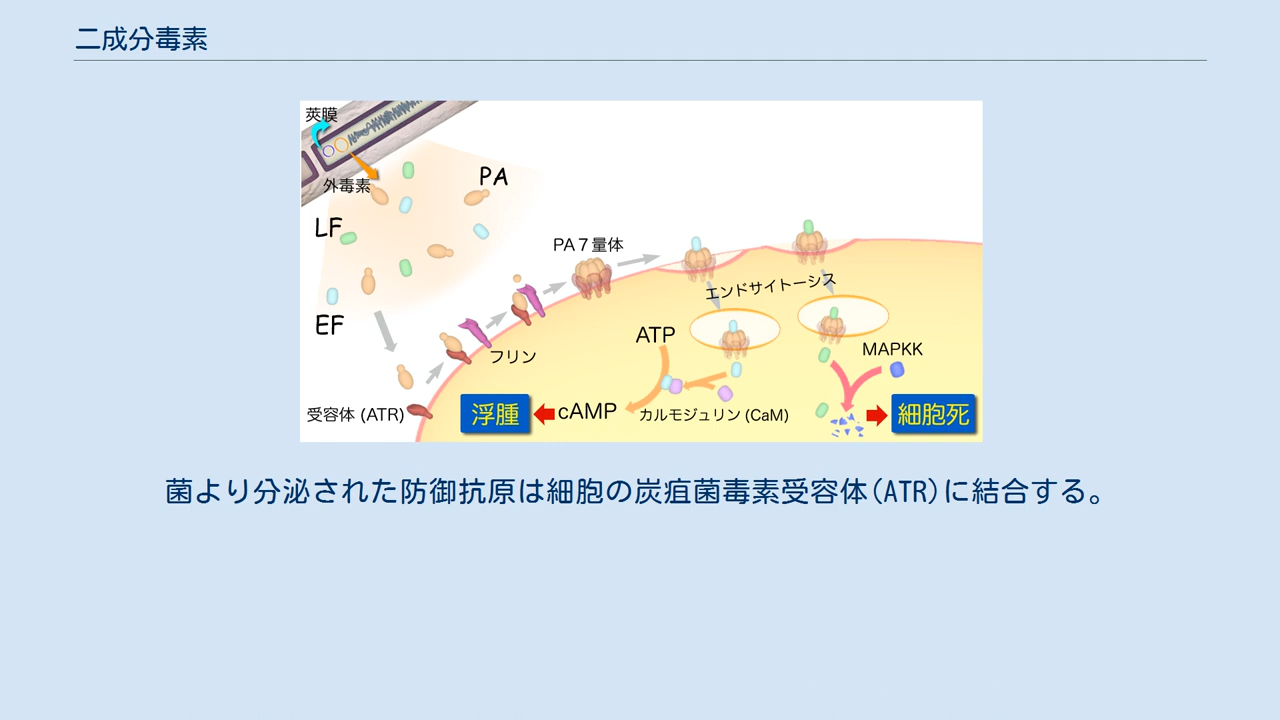 二成分毒素
莢膜
外毒素
PA
LF
EF
PA７量体
エンドサイトーシス
ATP
MAPKK
フリン
受容体 (ATR)
浮腫
cAMP
カルモジュリン (CaM)
細胞死
菌より分泌された防御抗原は細胞の炭疽菌毒素受容体(ATR)に結合する。